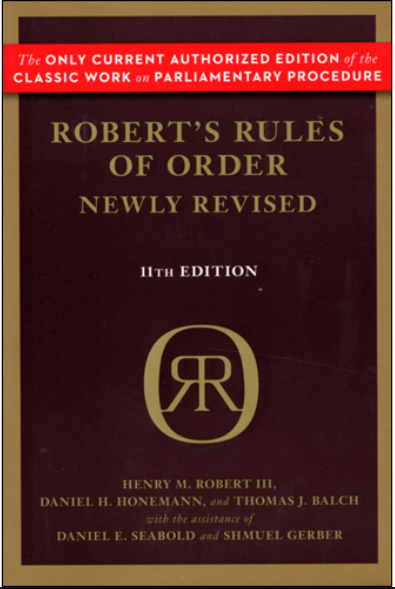 The ONLY CURRENT AUTHORIZED EDITION of the
CLASSIC WORK on PARLIAMENTARY PROCEDURE
ROBERT'S RULES
OF ORDER
NEWLY REVISED
11TH EDITION
RR
HENRY M. ROBERT III,
DANIEL H. HONEMANN, and THOMAS J. BALCH
with the assistance of
DANIEL E. SEABOLD and SHMUEL GERBER